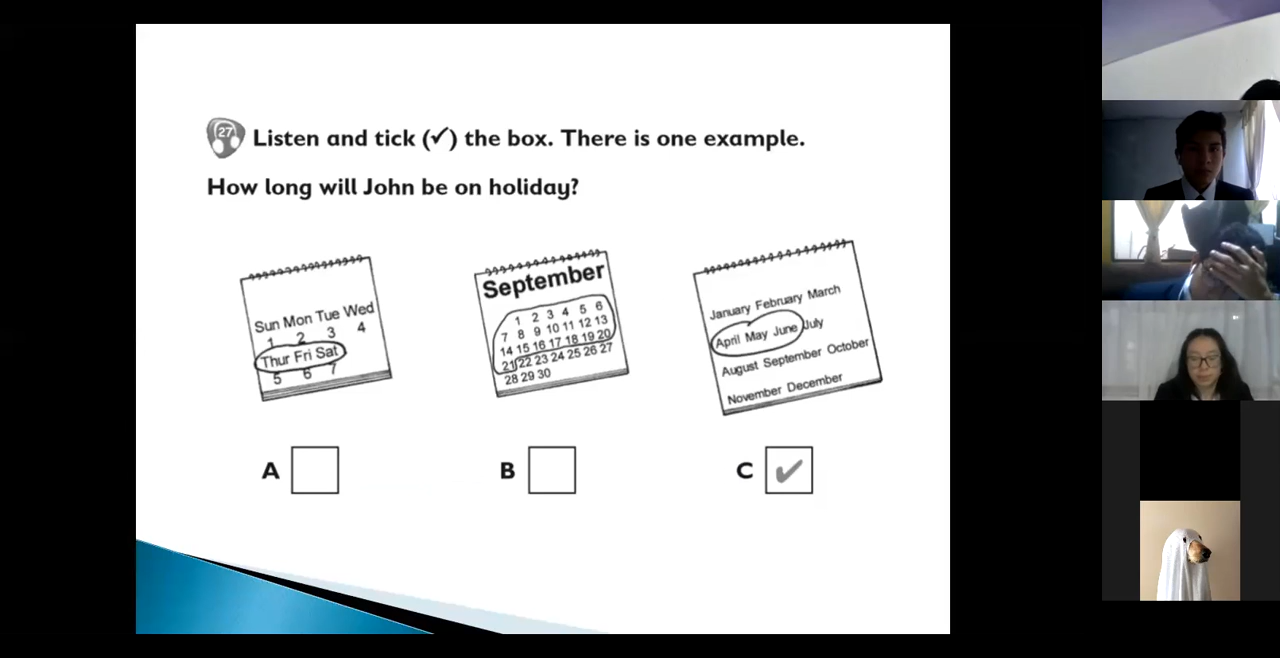 27 Listen and tick (✓) the box. There is one example.
How long will John be on holiday?
Sun Mon Tue Wed
1 2 3 4
Thur Fri Sat
5 6 7
September
1 2 3 4 5 6
7 8 9 10 11 12 13
14 15 16 17 18 19 20
21 22 23 24 25 26 27
28 29 30
January February March
April May June July
August September October
November December
A
B
C ✓